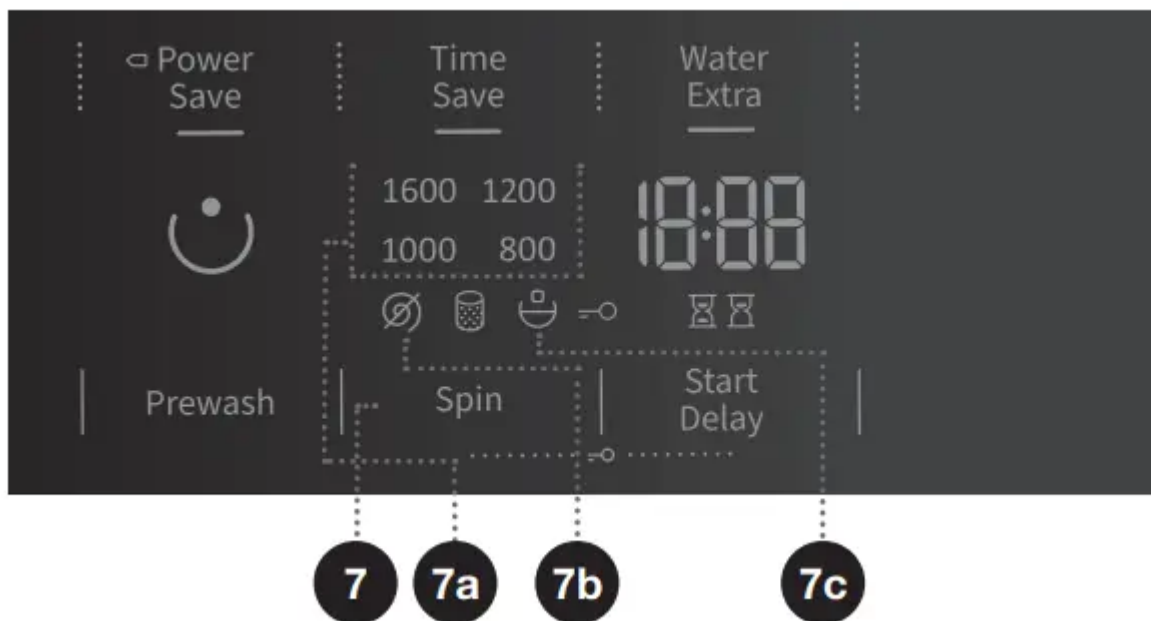 Power
Save
Time
Save
Water
Extra
1600 1200
1000 800
18:88
Prewash
Spin
Start
Delay
7
7a
7b
7c